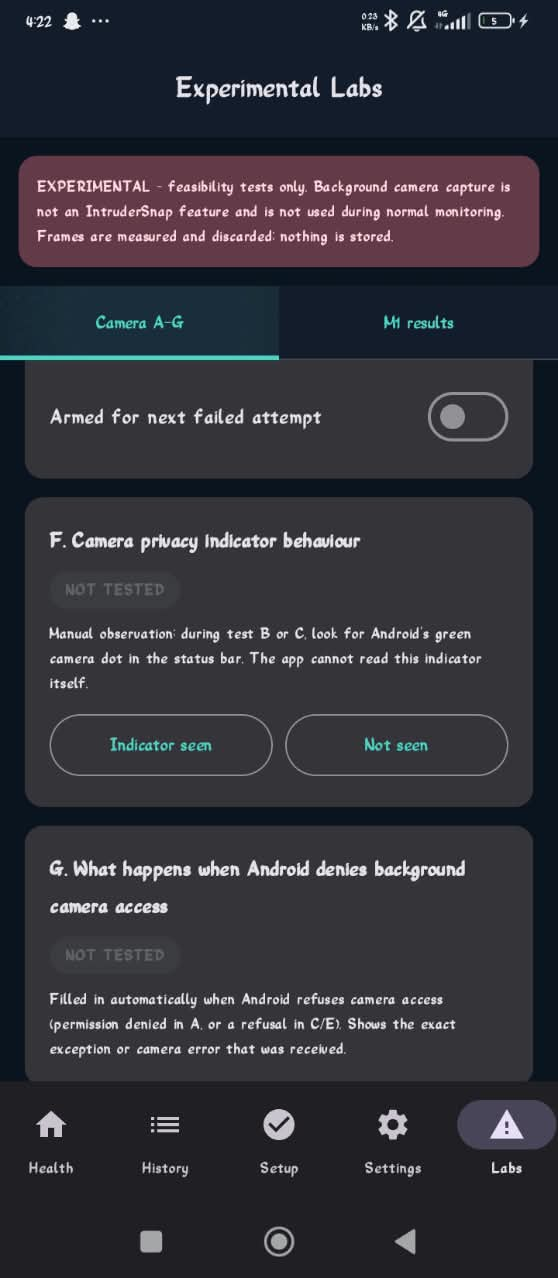 4:22
0.23
KB/s
4G
5
Experimental Labs
EXPERIMENTAL - feasibility tests only. Background camera capture is
not an IntruderSnap feature and is not used during normal monitoring.
Frames are measured and discarded; nothing is stored.
Camera A-G
M1 results
Armed for next failed attempt
F. Camera privacy indicator behaviour
NOT TESTED
Manual observation: during test B or C, look for Android's green
camera dot in the status bar. The app cannot read this indicator
itself.
Indicator seen
Not seen
G. What happens when Android denies background
camera access
NOT TESTED
Filled in automatically when Android refuses camera access
(permission denied in A, or a refusal in C/E). Shows the exact
exception or camera error that was received.
Health
History
Setup
Settings
Labs